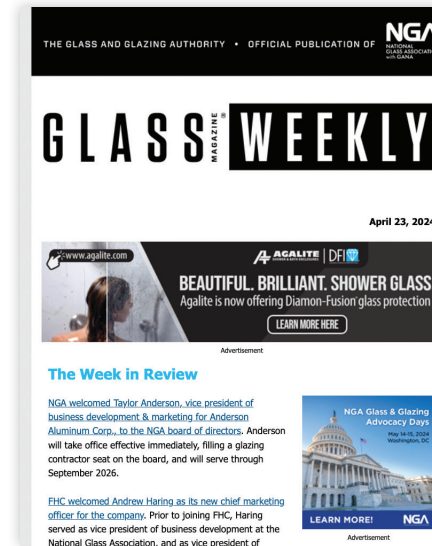 THE GLASS AND GLAZING AUTHORITY • OFFICIAL PUBLICATION OF
NGA
NATIONAL
GLASS ASSOCIATI
with GANA
GLASS MAGAZINE® WEEKLY
April 23, 2024
www.agalite.com
AGALITE | DFI
SHOWER & BATH ENCLOSURES
BEAUTIFUL. BRILLIANT. SHOWER GLASS
Agalite is now offering Diamon-Fusion glass protection
LEARN MORE HERE
Advertisement
The Week in Review
NGA welcomed Taylor Anderson, vice president of
business development & marketing for Anderson
Aluminum Corp., to the NGA board of directors. Anderson
will take office effective immediately, filling a glazing
contractor seat on the board, and will serve through
September 2026.
NGA Glass & Glazing
Advocacy Days
May 14-15, 2024
Washington, DC
LEARN MORE!
NGA
Advertisement
FHC welcomed Andrew Haring as its new chief marketing
officer for the company. Prior to joining FHC, Haring
served as vice president of business development at the
National Glass Association, and as vice president of